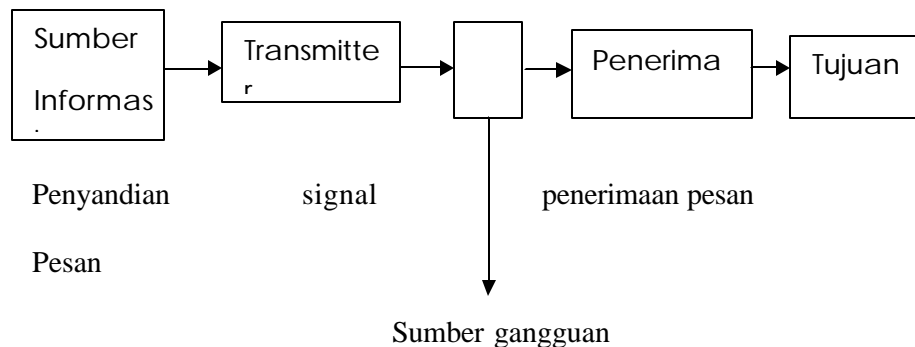 Sumber
Informas
Transmitte
r
Penerima
Tujuan
Penyandian signal penerimaan pesan
Pesan
Sumber gangguan